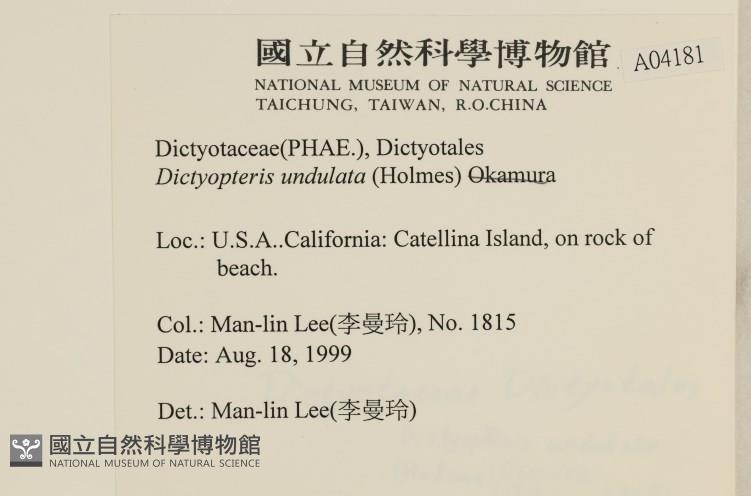 國立自然科學博物館
A04181
NATIONAL MUSEUM OF NATURAL SCIENCE
TAICHUNG, TAIWAN, R.O.CHINA
Dictyotaceae(PHAE.), Dictyotales
Dictyopteris undulata (Holmes) Okamura
Loc.: U.S.A..California: Catellina Island, on rock of
beach.
Col.: Man-lin Lee(李曼玲), No. 1815
Date: Aug. 18, 1999
Det.: Man-lin Lee(李曼玲)
國立自然科學博物館
NATIONAL MUSEUM OF NATURAL SCIENCE